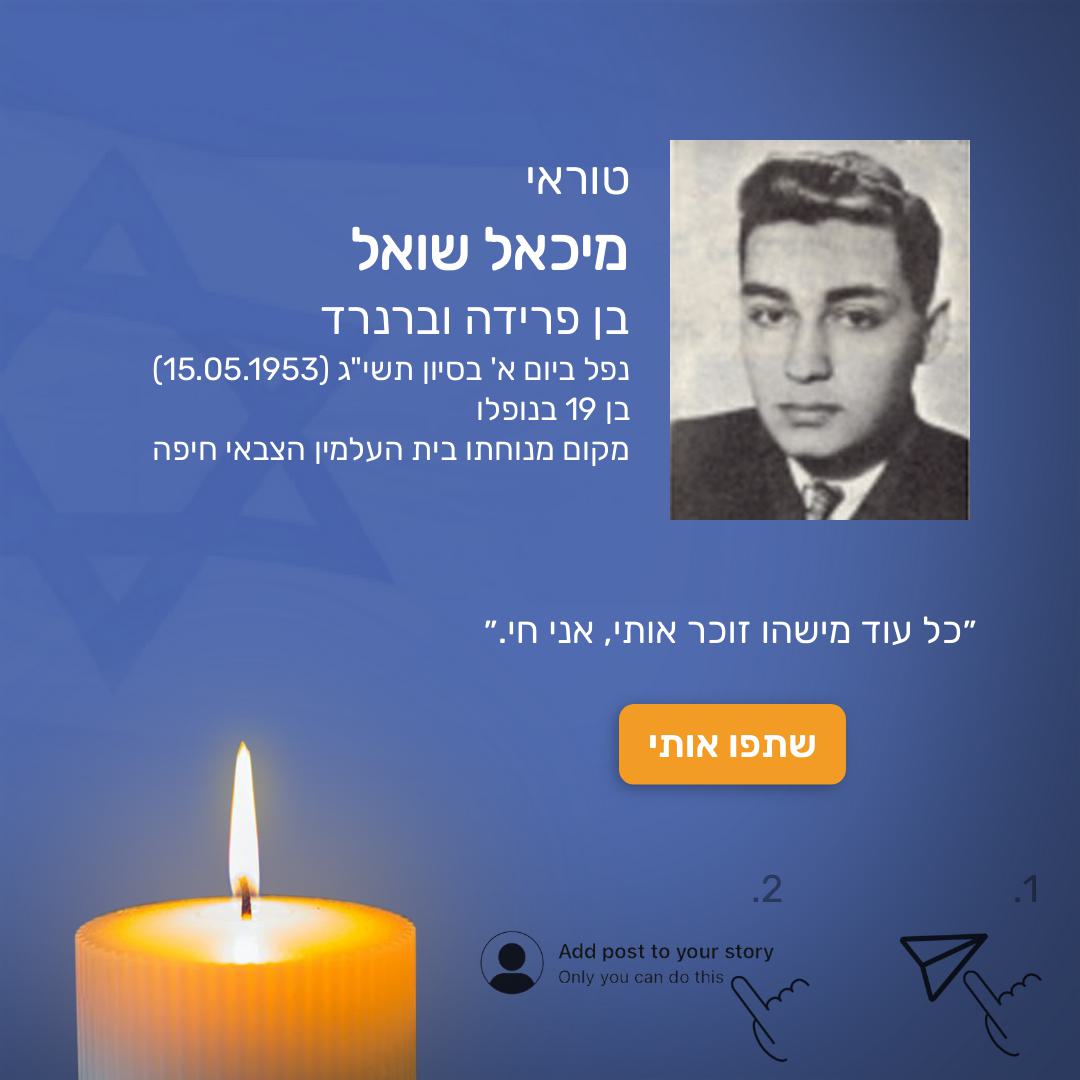 טוראי
מיכאל שואל
בן פרידה וברנרד
נפל ביום א' בסיון תשי"ג (15.05.1953)
בן 19 בנופלו
מקום מנוחתו בית העלמין הצבאי חיפה
״כל עוד מישהו זוכר אותי, אני חי.״
שתפו אותי
.1
.2
Add post to your story
Only you can do this